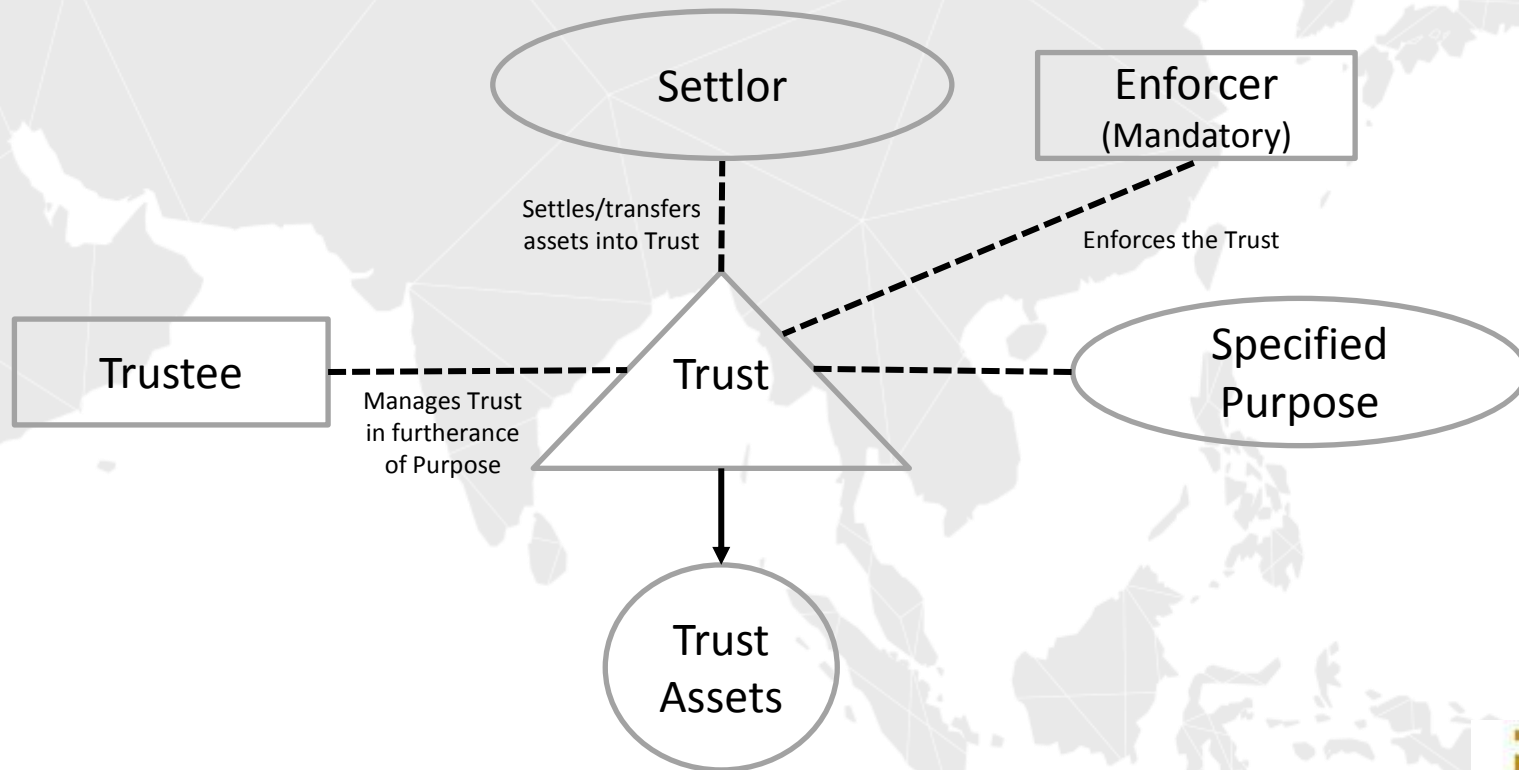 Settlor
Enforcer
(Mandatory)
Settles/transfers
assets into Trust
Enforces the Trust
Trustee
Manages Trust
in furtherance
of Purpose
Trust
Specified
Purpose
Trust
Assets